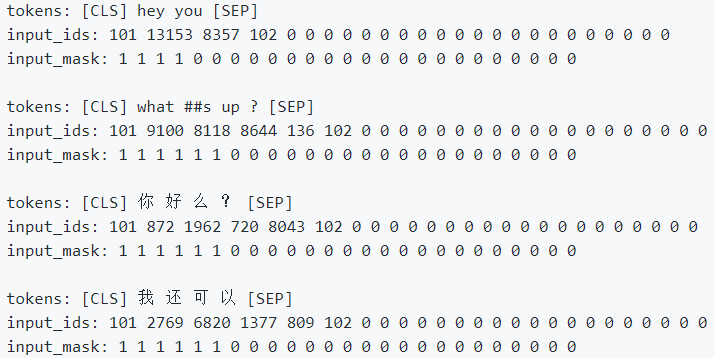 tokens: [CLS] hey you [SEP]
input_ids: 101 13153 8357 102 0 0 0 0 0 0 0 0 0 0 0 0 0 0 0 0 0 0 0 0 0
input_mask: 1 1 1 1 0 0 0 0 0 0 0 0 0 0 0 0 0 0 0 0 0 0 0 0 0
tokens: [CLS] what ##s up ? [SEP]
input_ids: 101 9100 8118 8644 136 102 0 0 0 0 0 0 0 0 0 0 0 0 0 0 0 0 0 0 0
input_mask: 1 1 1 1 1 1 0 0 0 0 0 0 0 0 0 0 0 0 0 0 0 0 0 0 0
tokens: [CLS] 你 好 么 ？ [SEP]
input_ids: 101 872 1962 720 8043 102 0 0 0 0 0 0 0 0 0 0 0 0 0 0 0 0 0 0 0
input_mask: 1 1 1 1 1 1 0 0 0 0 0 0 0 0 0 0 0 0 0 0 0 0 0 0 0
tokens: [CLS] 我 还 可 以 [SEP]
input_ids: 101 2769 6820 1377 809 102 0 0 0 0 0 0 0 0 0 0 0 0 0 0 0 0 0 0 0
input_mask: 1 1 1 1 1 1 0 0 0 0 0 0 0 0 0 0 0 0 0 0 0 0 0 0 0